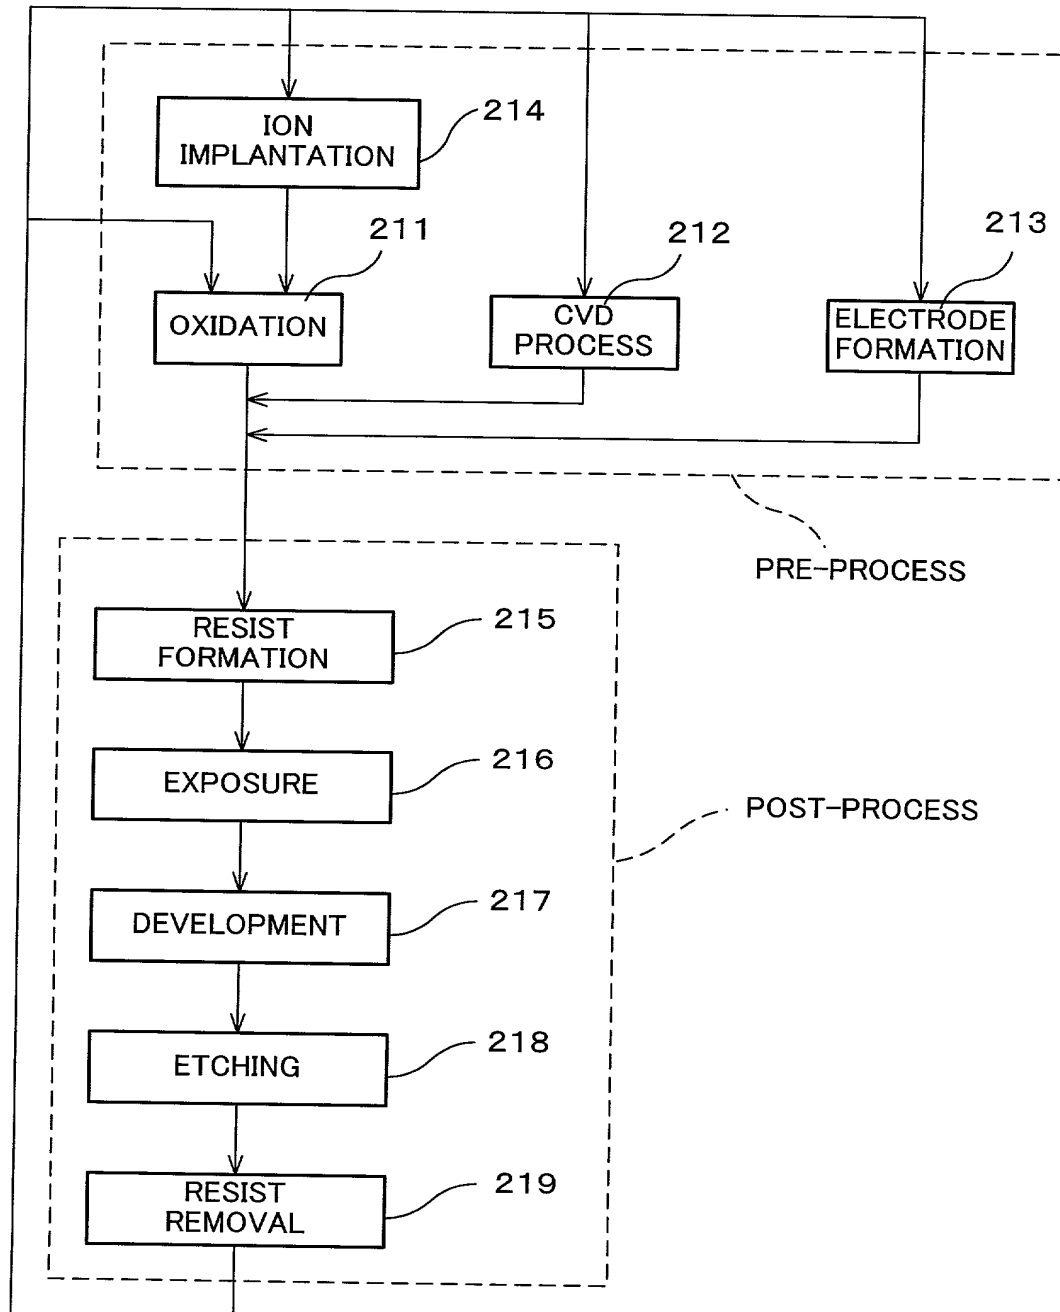 ION
IMPLANTATION
214
211
212
213
OXIDATION
CVD
PROCESS
ELECTRODE
FORMATION
PRE-PROCESS
RESIST
FORMATION
215
EXPOSURE
216
POST-PROCESS
DEVELOPMENT
217
ETCHING
218
RESIST
REMOVAL
219